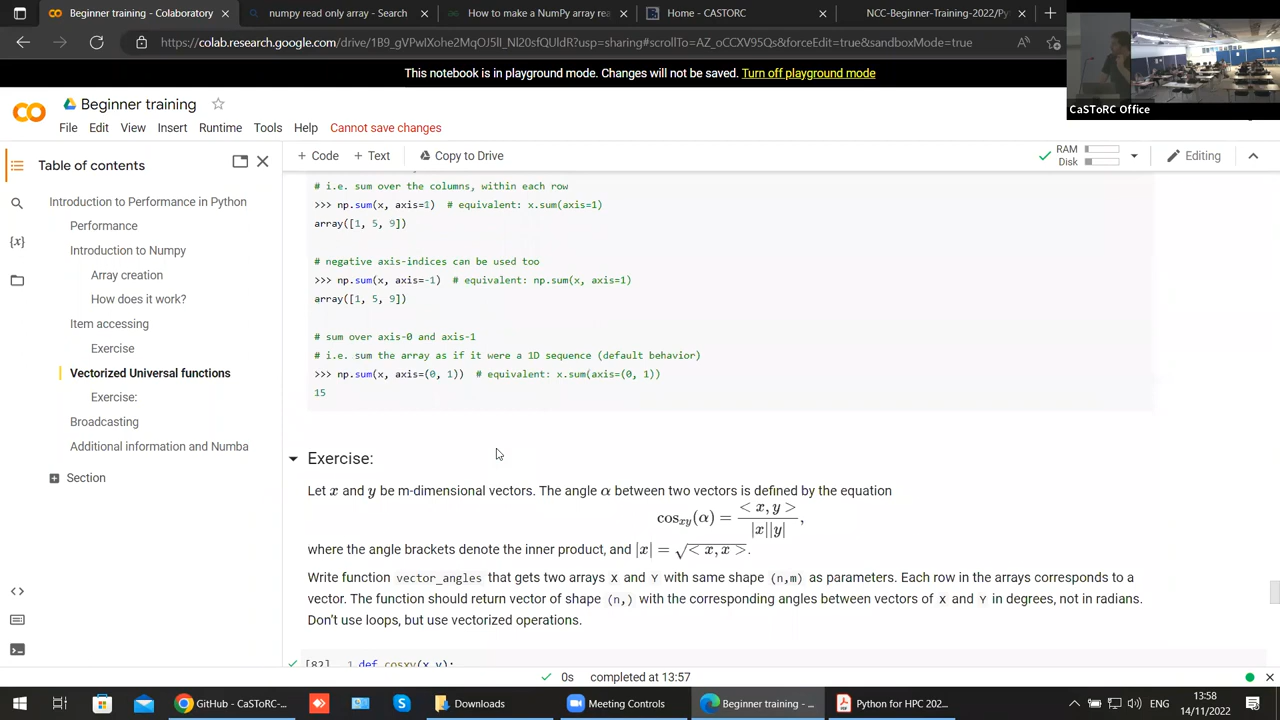 Beginner training - Colaboratory
numpy read only array - Search
How to make a NumPy array rea
Home - CASTORC
NCC-Beginner-Training-2022/Py
https://colab.research.google.com/drive/
This notebook is in playground mode. Changes will not be saved. Turn off playground mode
CaSToRC Office
Beginner training
File Edit View Insert Runtime Tools Help Cannot save changes
Table of contents
+ Code + Text Copy to Drive
RAM
Disk
Editing
Introduction to Performance in Python
Performance
Introduction to Numpy
Array creation
How does it work?
Item accessing
Exercise
Vectorized Universal functions
Exercise:
Broadcasting
Additional information and Numba
Section
# i.e. sum over the columns, within each row
>>> np.sum(x, axis=1) # equivalent: x.sum(axis=1)
array([1, 5, 9])
# negative axis-indices can be used too
>>> np.sum(x, axis=-1) # equivalent: np.sum(x, axis=1)
array([1, 5, 9])
# sum over axis-0 and axis-1
# i.e. sum the array as if it were a 1D sequence (default behavior)
>>> np.sum(x, axis=(0, 1)) # equivalent: x.sum(axis=(0, 1))
15
Exercise:
Let x and y be m-dimensional vectors. The angle α between two vectors is defined by the equation
cosxy(α) = < x, y > / |x||y|,
where the angle brackets denote the inner product, and |x| = √< x, x >.
Write function vector_angles that gets two arrays X and Y with same shape (n,m) as parameters. Each row in the arrays corresponds to a
vector. The function should return vector of shape (n,) with the corresponding angles between vectors of X and Y in degrees, not in radians.
Don't use loops, but use vectorized operations.
[82] 1 def cosxy(x,y):
0s completed at 13:57
GitHub - CaSToRC-...
Downloads
Meeting Controls
Beginner training - ...
Python for HPC 202...
ENG
13:58
14/11/2022